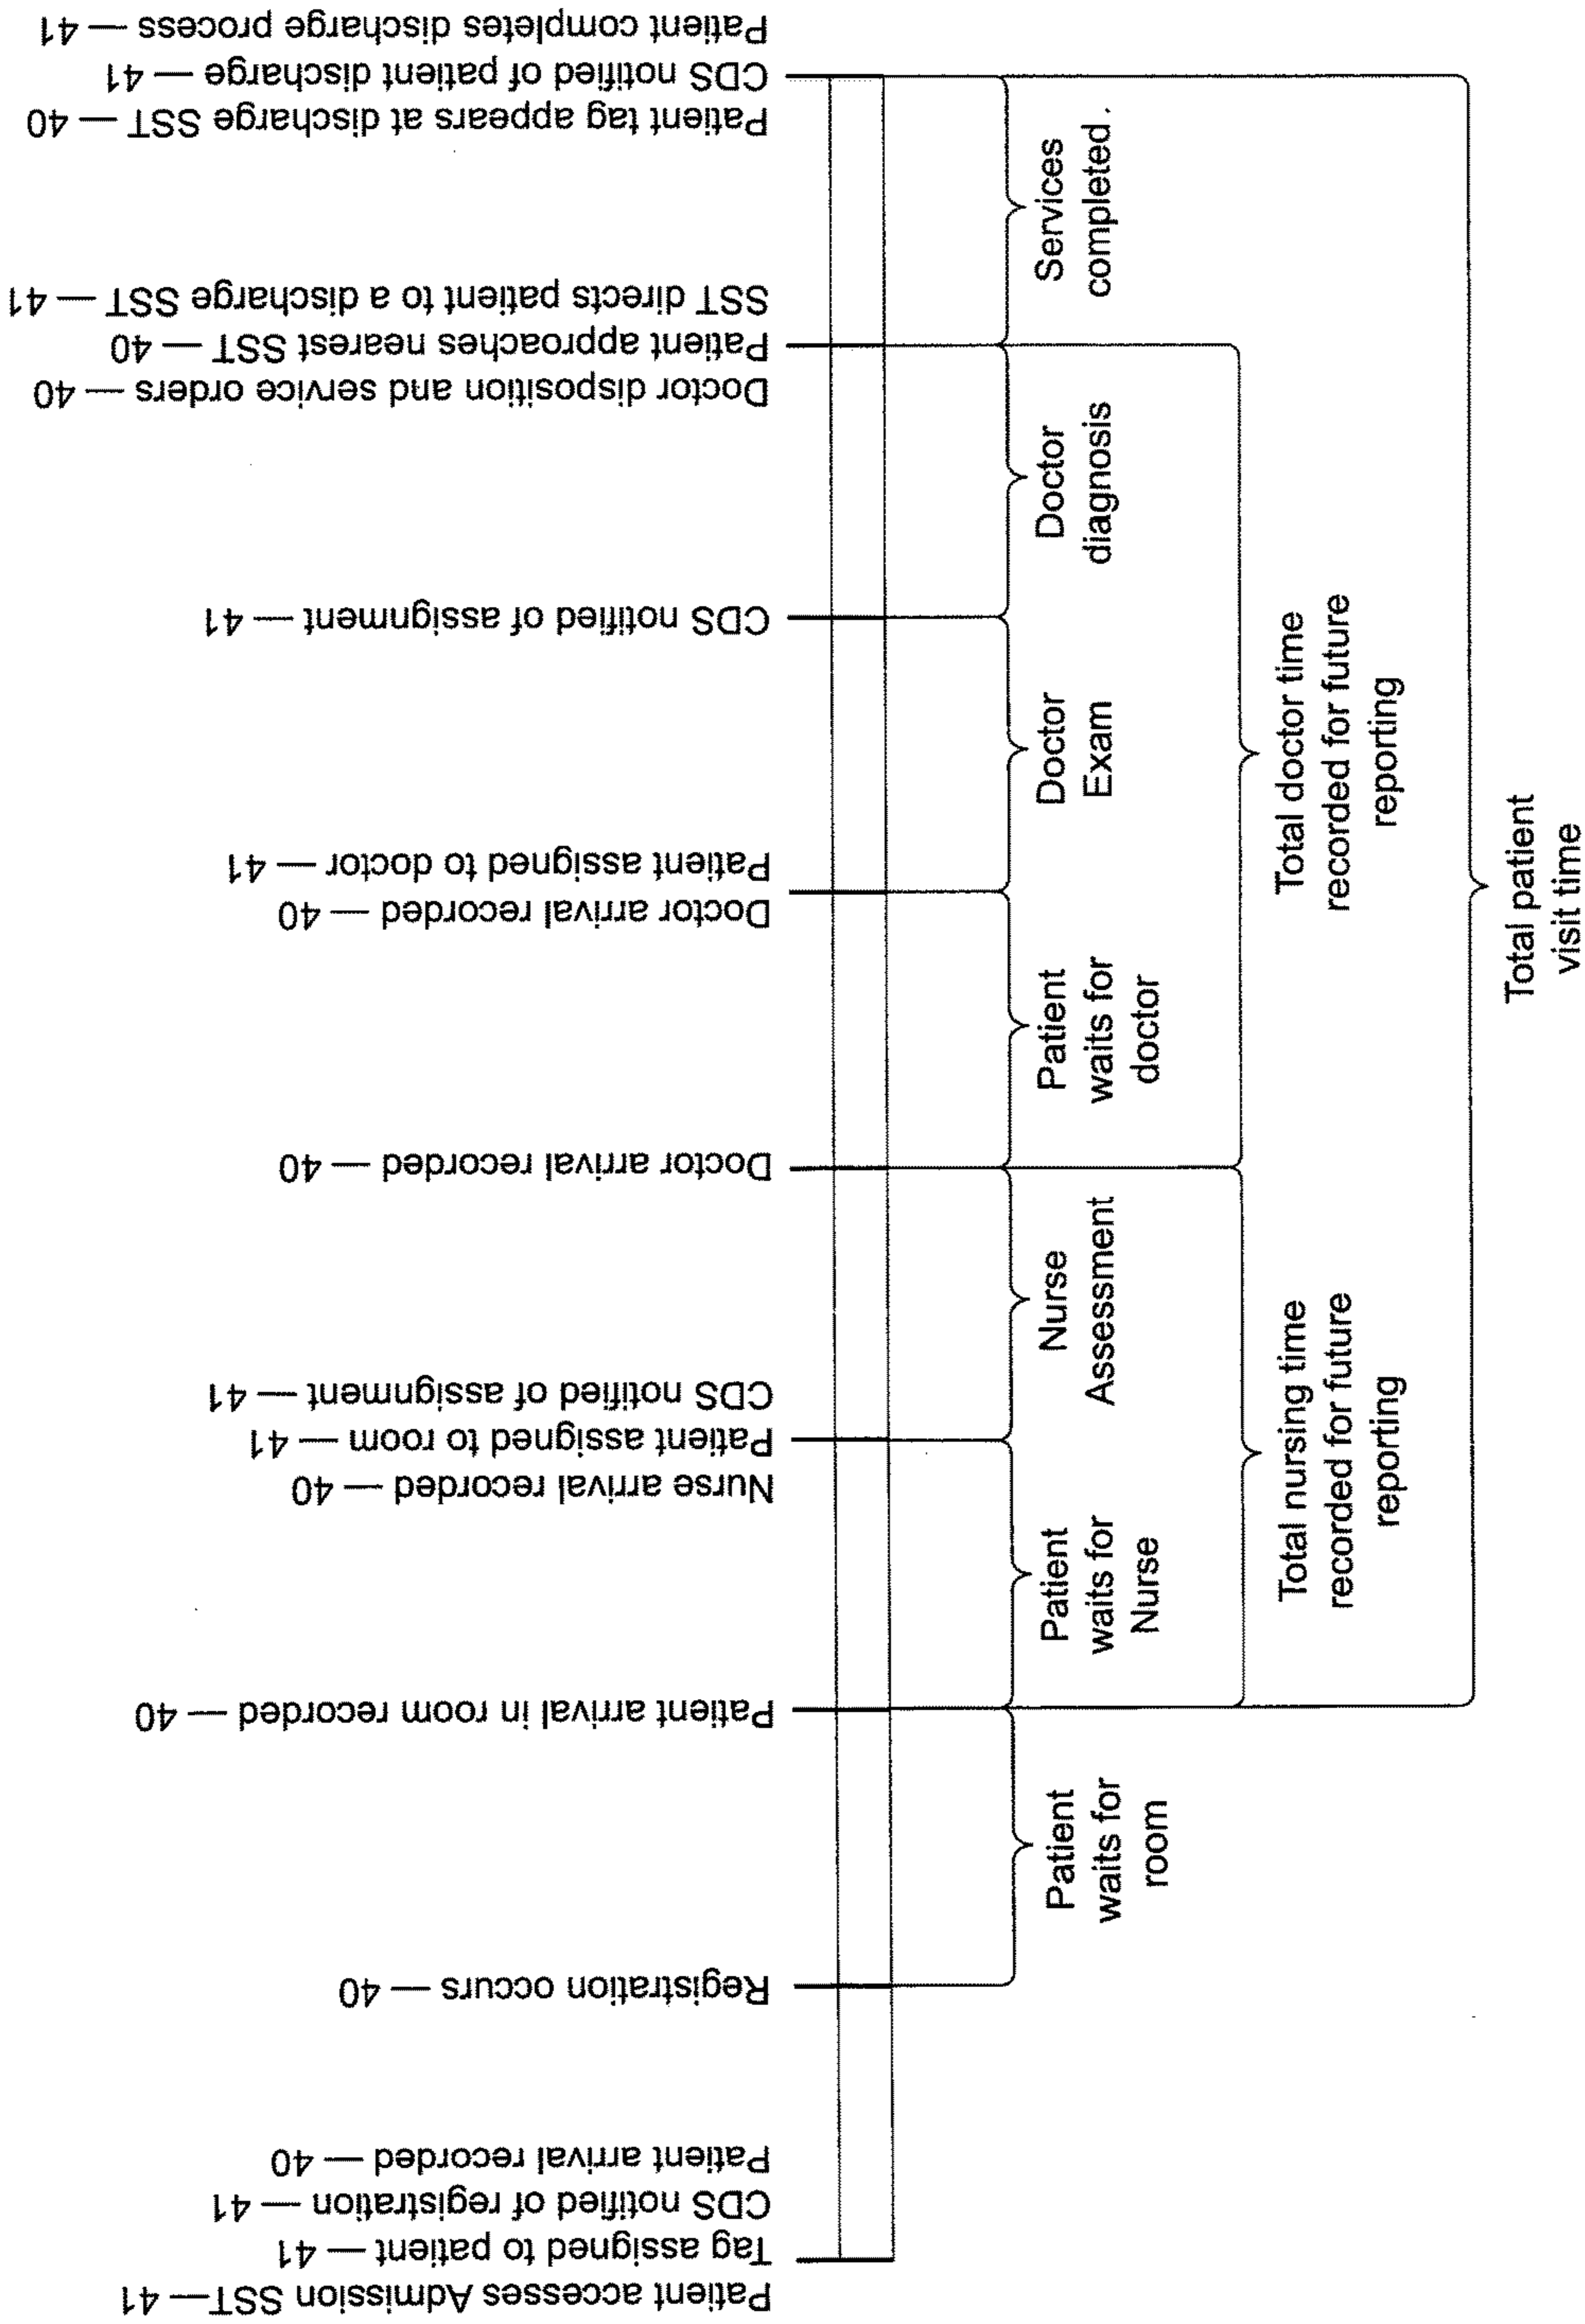 Patient accesses Admission SST—41
Tag assigned to patient — 41
CDS notified of registration — 41
Patient arrival recorded — 40
Registration occurs — 40
Patient arrival in room recorded — 40
Nurse arrival recorded — 40
Patient assigned to room — 41
CDS notified of assignment — 41
Doctor arrival recorded — 40
Doctor arrival recorded — 40
Patient assigned to doctor — 41
CDS notified of assignment — 41
Doctor disposition and service orders — 40
Patient approaches nearest SST — 40
SST directs patient to a discharge SST — 41
Patient tag appears at discharge SST — 40
CDS notified of patient discharge — 41
Patient completes discharge process — 41
Patient
waits for
room
Patient
waits for
Nurse
Nurse
Assessment
Patient
waits for
doctor
Doctor
Exam
Doctor
diagnosis
Services
completed.
Total nursing time
recorded for future
reporting
Total doctor time
recorded for future
reporting
Total patient
visit time